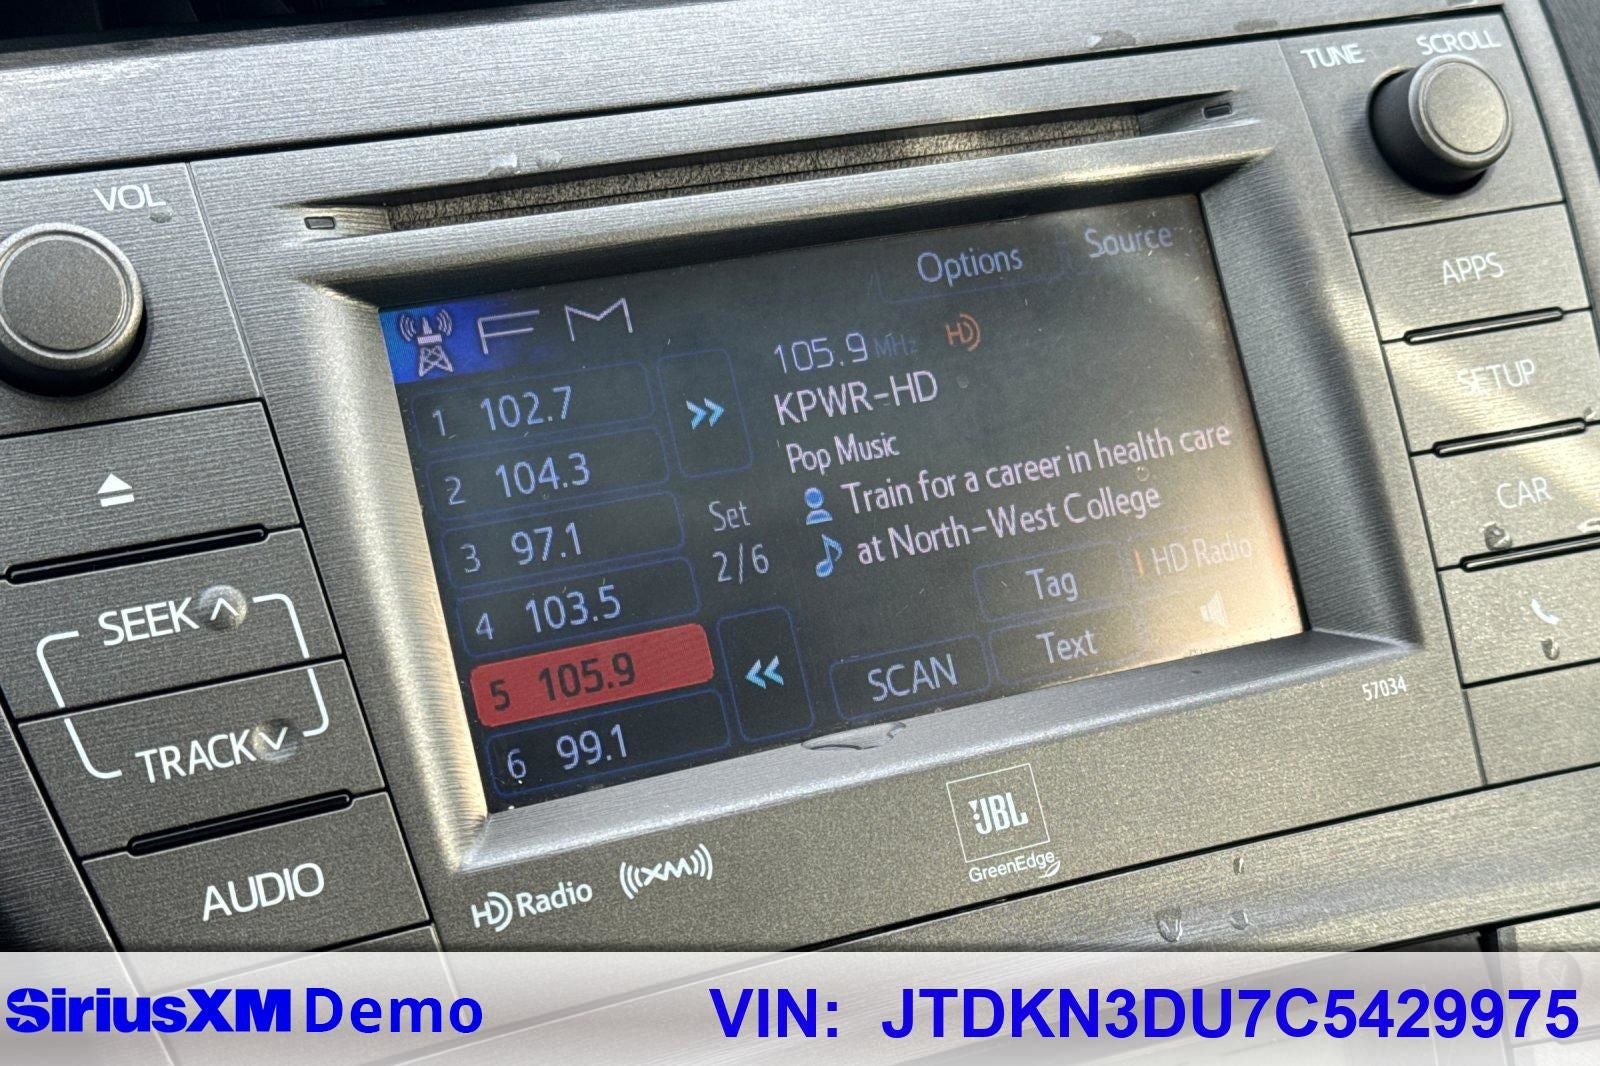 TUNE SCROLL
VOL
Options Source
APPS
FM
105.9 MHz HD
1 102.7
KPWR-HD
SETUP
2 104.3
Pop Music
Train for a career in health care
Set
3 97.1
at North-West College
CAR
2/6
HD Radio
4 103.5
Tag
SEEK
Text
5 105.9
SCAN
57034
TRACK
6 99.1
JBL
GreenEdge
AUDIO
HD Radio
((XM))
SiriusXM Demo
VIN: JTDKN3DU7C5429975